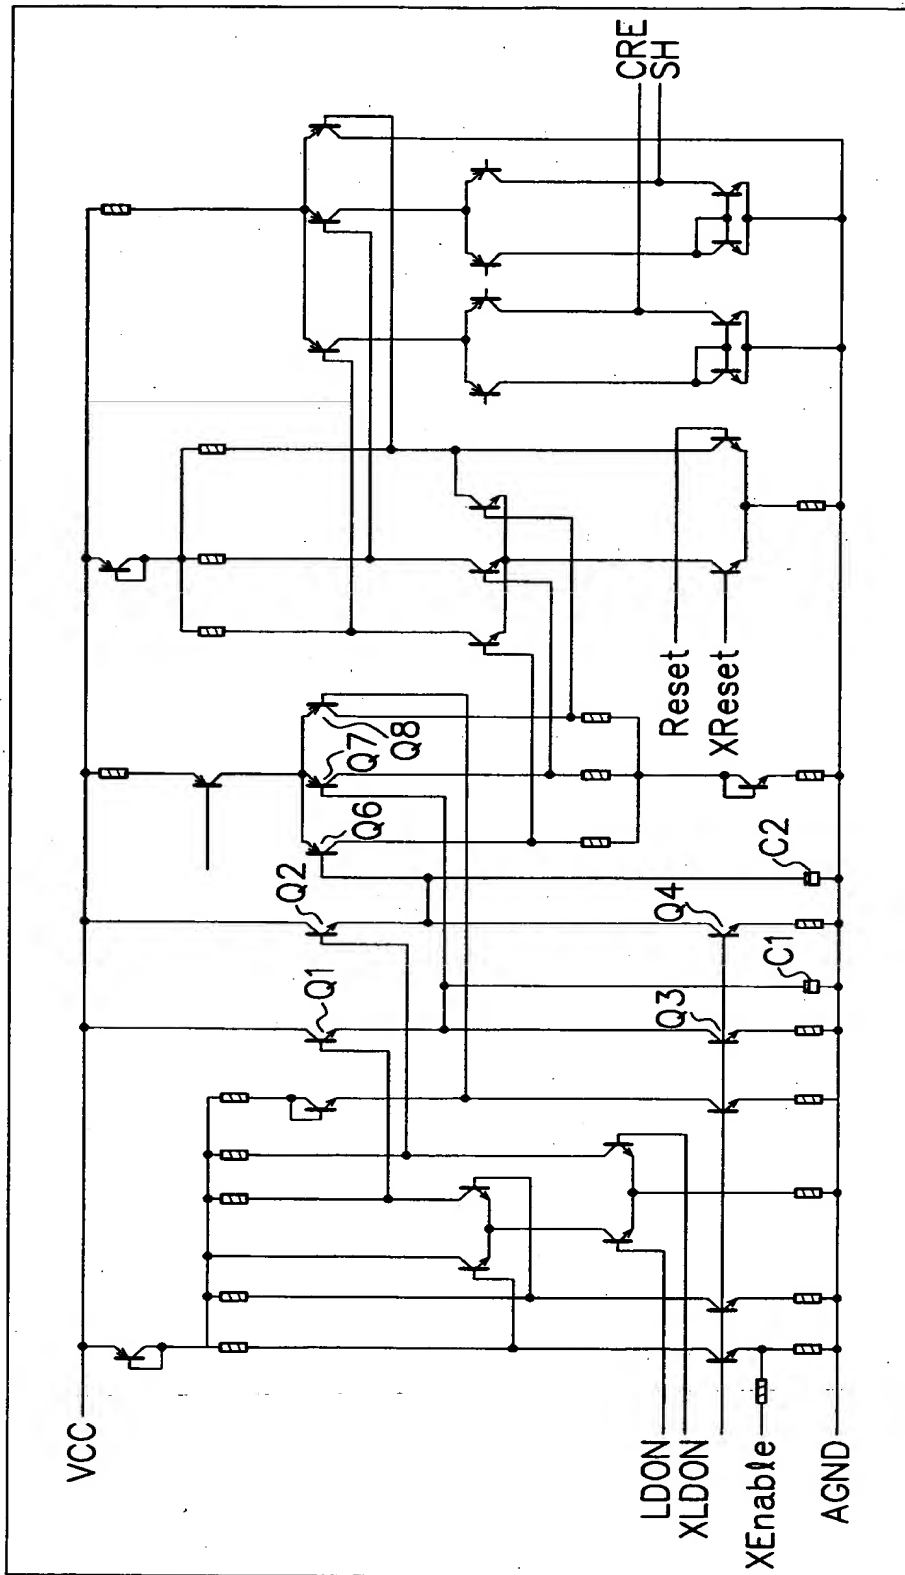 VCC
LDON
XLDON
XEnable
AGND
Q1
Q2
Q3
Q4
C1
C2
Q6
Q7
Q8
Reset
XReset
CRE
SH